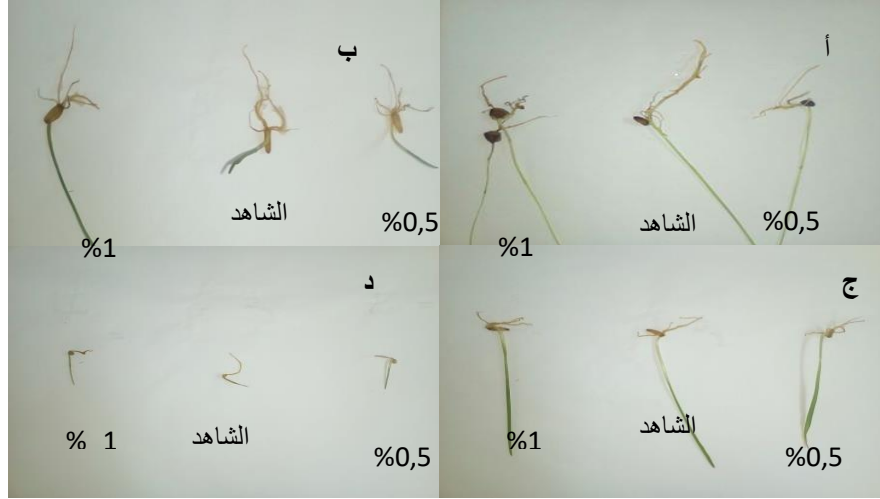 أ
%0,5
الشاهد
%1
ب
%0,5
الشاهد
%1
ج
%0,5
الشاهد
%1
د
%0,5
الشاهد
% 1